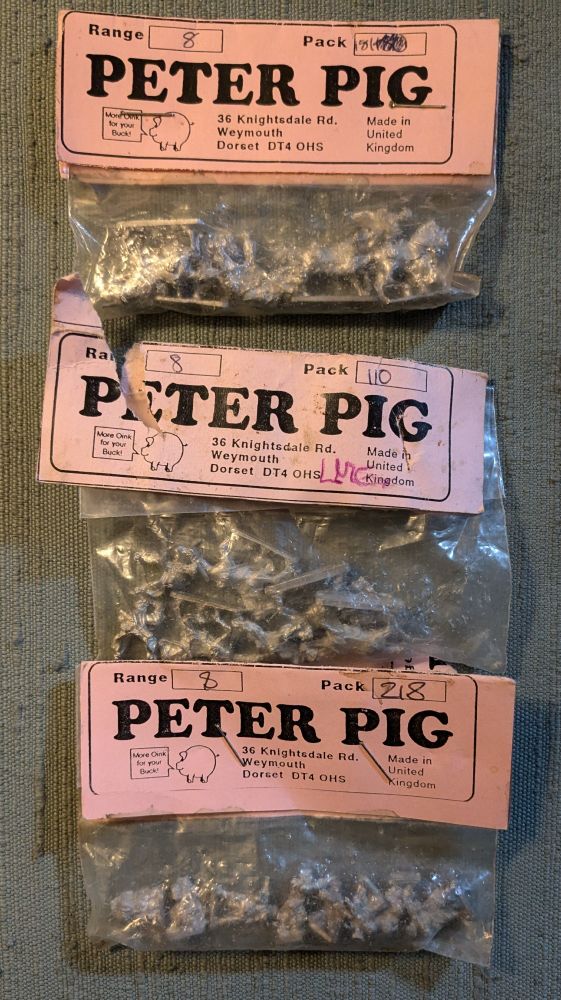 Range 8 Pack
PETER PIG
More Oink
for your
Buck!
36 Knightsdale Rd.
Weymouth
Dorset DT4 OHS
Made in
United
Kingdom
Ra 8 Pack 110
PETER PIG
More Oink
for your
Buck!
36 Knightsdale Rd.
Weymouth
Dorset DT4 OHS
Made in
United
Kingdom
Range 8 Pack 218
PETER PIG
More Oink
for your
Buck!
36 Knightsdale Rd.
Weymouth
Dorset DT4 OHS
Made in
United
Kingdom